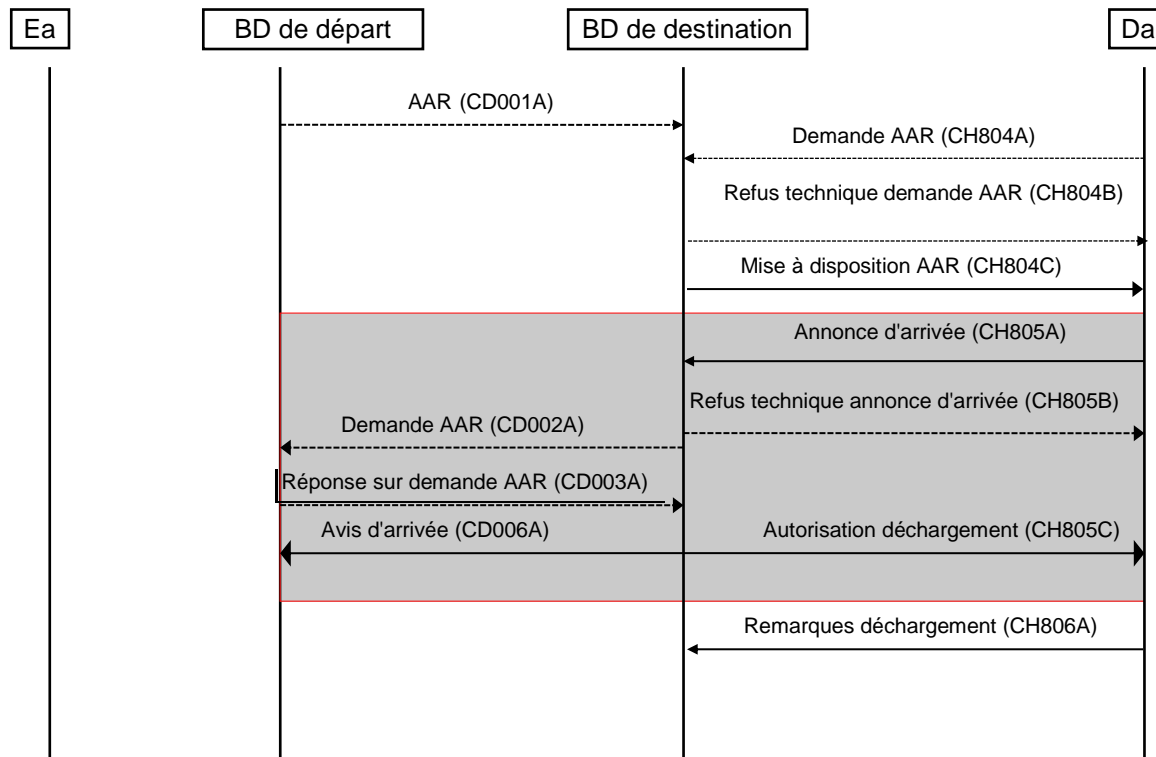 Ea
BD de départ
BD de destination
Da
AAR (CD001A)
Demande AAR (CH804A)
Refus technique demande AAR (CH804B)
Mise à disposition AAR (CH804C)
Annonce d'arrivée (CH805A)
Refus technique annonce d'arrivée (CH805B)
Demande AAR (CD002A)
Réponse sur demande AAR (CD003A)
Avis d'arrivée (CD006A)
Autorisation déchargement (CH805C)
Remarques déchargement (CH806A)